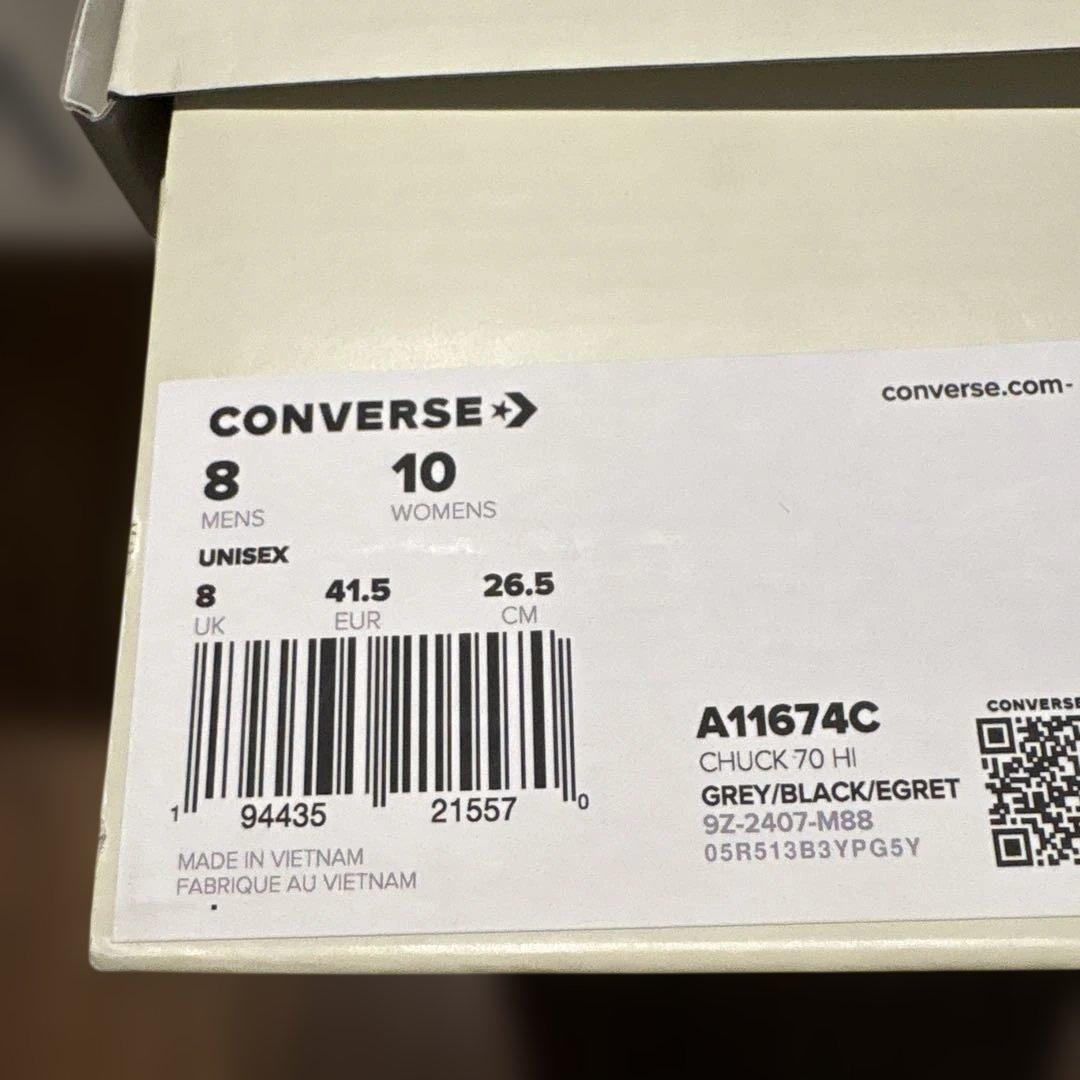 CONVERSE
converse.com-
8 10
MENS WOMENS
UNISEX
8 41.5 26.5
UK EUR CM
1 94435 21557 0
MADE IN VIETNAM
FABRIQUE AU VIETNAM
A11674C
CHUCK 70 HI
GREY/BLACK/EGRET
9Z-2407-M88
05R513B3YPG5Y
CONVERSE